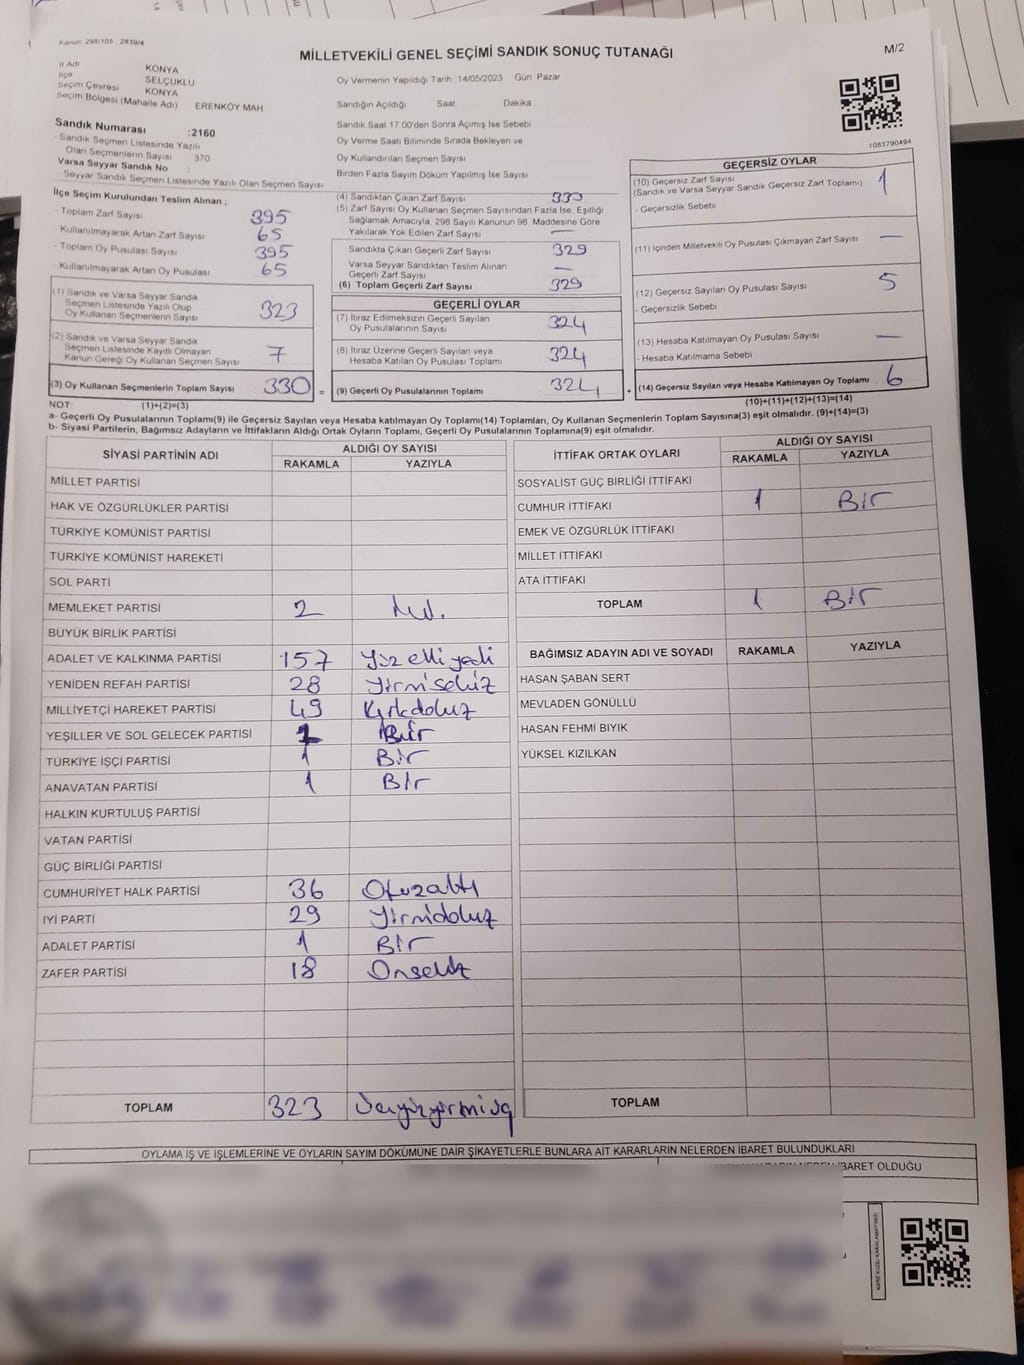 Kanun: 298/105 : 2839/4
MİLLETVEKİLİ GENEL SEÇİMİ SANDIK SONUÇ TUTANAĞI
M/2
İl Adı KONYA
İlçe SELÇUKLU
Seçim Çevresi KONYA
Seçim Bölgesi (Mahalle Adı) ERENKÖY MAH
Sandık Numarası :2160
- Sandık Seçmen Listesinde Yazılı
Olan Seçmenlerin Sayısı 370
Varsa Seyyar Sandık No :
- Seyyar Sandık Seçmen Listesinde Yazılı Olan Seçmen Sayısı
Oy Vermenin Yapıldığı Tarih 14/05/2023 Gün Pazar
Sandığın Açıldığı Saat Dakika
Sandık Saat 17.00'den Sonra Açımış İse Sebebi
Oy Verme Saati Bitiminde Sırada Bekleyen ve
Oy Kullandırılan Seçmen Sayısı
Birden Fazla Sayım Döküm Yapılmış İse Sayısı
1083790494
İlçe Seçim Kurulundan Teslim Alınan ;
- Toplam Zarf Sayısı 395
- Kullanılmayarak Artan Zarf Sayısı 65
- Toplam Oy Pusulası Sayısı 395
- Kullanılmayarak Artan Oy Pusulası 65
(1) Sandık ve Varsa Seyyar Sandık
Seçmen Listesinde Yazılı Olup
Oy Kullanan Seçmenlerin Sayısı 323
(2) Sandık ve Varsa Seyyar Sandık
Seçmen Listesinde Kayıtlı Olmayan
Kanun Gereği Oy Kullanan Seçmen Sayısı 7
(3) Oy Kullanan Seçmenlerin Toplam Sayısı 330 =
(4) Sandıktan Çıkan Zarf Sayısı 330
(5) Zarf Sayısı Oy Kullanan Seçmen Sayısından Fazla İse, Eşitliği
Sağlamak Amacıyla, 298 Sayılı Kanunun 98. Maddesine Göre
Yakılarak Yok Edilen Zarf Sayısı —
Sandıkta Çıkan Geçerli Zarf Sayısı 329
Varsa Seyyar Sandıktan Teslim Alınan
Geçerli Zarf Sayısı —
(6) Toplam Geçerli Zarf Sayısı 329
GEÇERLİ OYLAR
(7) İtiraz Edilmeksizin Geçerli Sayılan
Oy Pusulalarının Sayısı 324
(8) İtiraz Üzerine Geçerli Sayılan veya
Hesaba Katılan Oy Pusulası Toplamı 324
(9) Geçerli Oy Pusulalarının Toplamı 324 +
GEÇERSİZ OYLAR
(10) Geçersiz Zarf Sayısı 1
(Sandık ve Varsa Seyyar Sandık Geçersiz Zarf Toplamı)
- Geçersizlik Sebebi
(11) İçinden Milletvekili Oy Pusulası Çıkmayan Zarf Sayısı —
(12) Geçersiz Sayılan Oy Pusulası Sayısı 5
- Geçersizlik Sebebi
(13) Hesaba Katılmayan Oy Pusulası Sayısı —
- Hesaba Katılmama Sebebi
(14) Geçersiz Sayılan veya Hesaba Katılmayan Oy Toplamı 6
NOT: (1)+(2)=(3)
(10)+(11)+(12)+(13)=(14)
a- Geçerli Oy Pusulaları Toplamı(9) ile Geçersiz Sayılan veya Hesaba katılmayan Oy Toplamı(14) Toplamları, Oy Kullanan Seçmenlerin Toplam Sayısına(3) eşit olmalıdır. (9)+(14)=(3)
b- Siyasi Partilerin, Bağımsız Adayların ve İttifakların Aldığı Ortak Oyların Toplamı, Geçerli Oy Pusulalarının Toplamına(9) eşit olmalıdır.
SİYASİ PARTİNİN ADI ALDIĞI OY SAYISI
RAKAMLA YAZIYLA
MİLLET PARTİSİ
HAK VE ÖZGÜRLÜKLER PARTİSİ
TÜRKİYE KOMÜNİST PARTİSİ
TÜRKİYE KOMÜNİST HAREKETİ
SOL PARTİ
MEMLEKET PARTİSİ 2
BÜYÜK BİRLİK PARTİSİ
ADALET VE KALKINMA PARTİSİ 157 Yüzelliyedi
YENİDEN REFAH PARTİSİ 28 Yirmisekiz
MİLLİYETÇİ HAREKET PARTİSİ 49 Kırkdokuz
YEŞİLLER VE SOL GELECEK PARTİSİ 1 Bir
TÜRKİYE İŞÇİ PARTİSİ 1 Bir
ANAVATAN PARTİSİ 1 Bir
HALKIN KURTULUŞ PARTİSİ
VATAN PARTİSİ
GÜÇ BİRLİĞİ PARTİSİ
CUMHURİYET HALK PARTİSİ 36 Otuzaltı
İYİ PARTİ 29 Yirmidokuz
ADALET PARTİSİ 1 Bir
ZAFER PARTİSİ 18 Onsekiz
TOPLAM 323 Üçyüzyirmiüç
İTTİFAK ORTAK OYLARI ALDIĞI OY SAYISI
RAKAMLA YAZIYLA
SOSYALİST GÜÇ BİRLİĞİ İTTİFAKI
CUMHUR İTTİFAKI 1 Bir
EMEK VE ÖZGÜRLÜK İTTİFAKI
MİLLET İTTİFAKI
ATA İTTİFAKI
TOPLAM 1 Bir
BAĞIMSIZ ADAYIN ADI VE SOYADI RAKAMLA YAZIYLA
HASAN ŞABAN SERT
MEVLADEN GÖNÜLLÜ
HASAN FEHMİ BIYIK
YÜKSEL KIZILKAN
TOPLAM
OYLAMA İŞ VE İŞLEMLERİNE VE OYLARIN SAYIM DÖKÜMÜNE DAİR ŞİKAYETLERLE BUNLARA AİT KARARLARIN NELERDEN İBARET BULUNDUKLARI
İBARET OLDUĞU